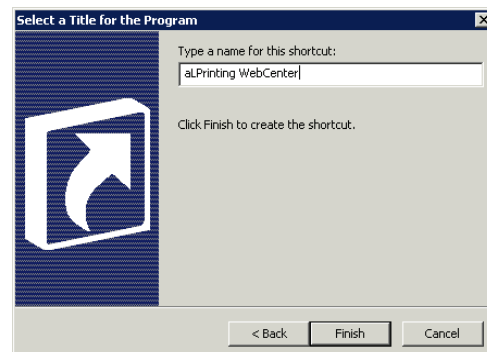 Select a Title for the Program
Type a name for this shortcut:
aLPrinting WebCenter
Click Finish to create the shortcut.
< Back
Finish
Cancel